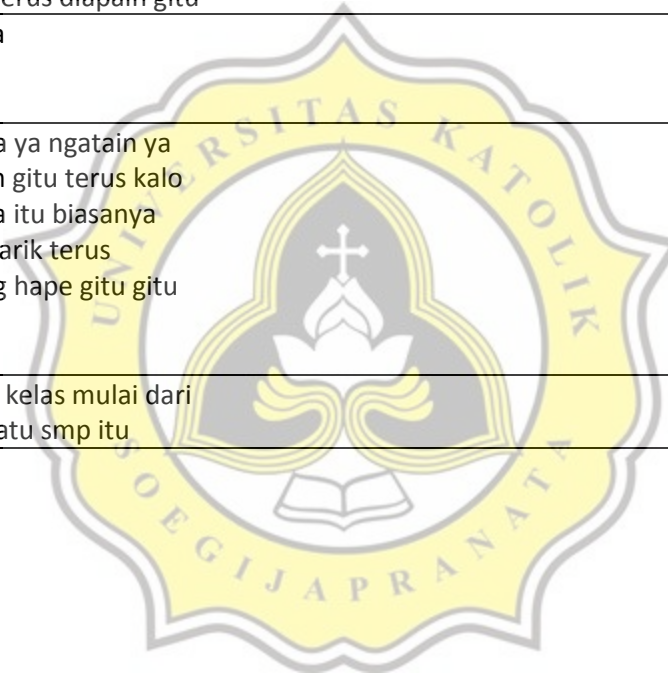 terus diapain gitu
a
a ya ngatain ya
n gitu terus kalo
a itu biasanya
arik terus
g hape gitu gitu
kelas mulai dari
atu smp itu
UNIVERSITAS KATOLIK
SOEGIJAPRANATA